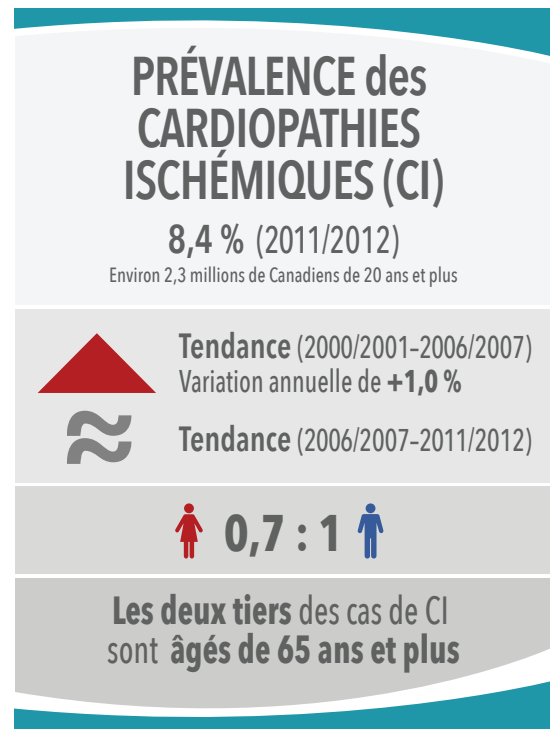 PRÉVALENCE des
CARDIOPATHIES
ISCHÉMIQUES (CI)
8,4 % (2011/2012)
Environ 2,3 millions de Canadiens de 20 ans et plus
Tendance (2000/2001–2006/2007)
Variation annuelle de +1,0 %
≈
Tendance (2006/2007–2011/2012)
0,7 : 1
Les deux tiers des cas de CI
sont âgés de 65 ans et plus